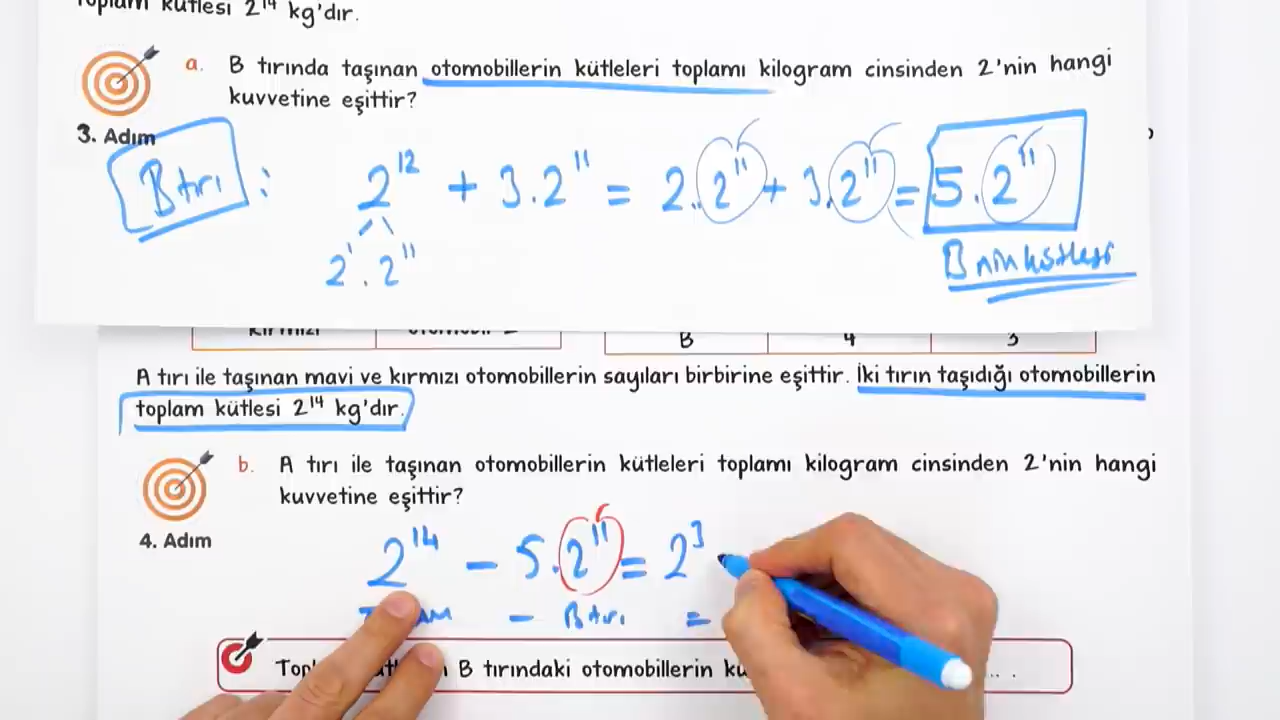 toplam kütlesi 2¹⁴ kg'dır.
a. B tırında taşınan otomobillerin kütleleri toplamı kilogram cinsinden 2'nin hangi
kuvvetine eşittir?
3. Adım
B tırı : 2¹² + 3.2¹¹ = 2.2¹¹ + 3.2¹¹ = 5.2¹¹
2¹ . 2¹¹
B nin kütlesi
kırmızı otomobil
B 4 3
A tırı ile taşınan mavi ve kırmızı otomobillerin sayıları birbirine eşittir. İki tırın taşıdığı otomobillerin
toplam kütlesi 2¹⁴ kg'dır.
b. A tırı ile taşınan otomobillerin kütleleri toplamı kilogram cinsinden 2'nin hangi
kuvvetine eşittir?
4. Adım
2¹⁴ - 5.2¹¹ = 2³
- B tırı =
B tırındaki otomobillerin